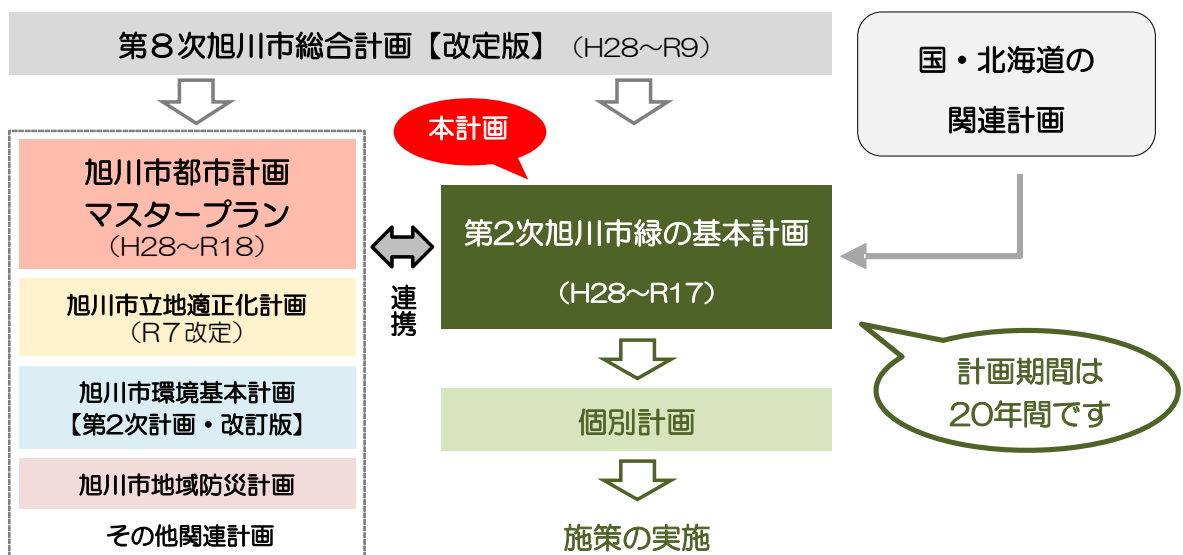 第８次旭川市総合計画【改定版】（H28～R9）
国・北海道の
関連計画
本計画
旭川市都市計画
マスタープラン
（H28～R18）
旭川市立地適正化計画
（R７改定）
旭川市環境基本計画
【第２次計画・改訂版】
旭川市地域防災計画
その他関連計画
連携
第２次旭川市緑の基本計画
（H28～R17）
計画期間は
20年間です
個別計画
施策の実施